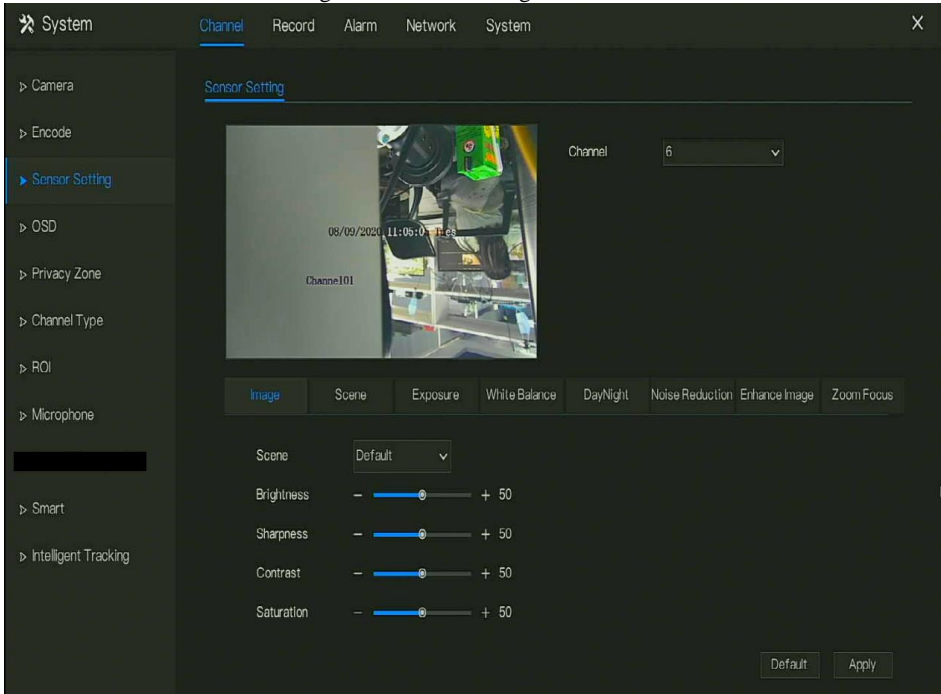 System
Channel Record Alarm Network System X
Camera
Encode
Sensor Setting
OSD
Privacy Zone
Channel Type
ROI
Microphone
Smart
Intelligent Tracking
Sensor Setting
08/09/2020 11:05:0
Channel01
Channel 6
Image Scene Exposure White Balance DayNight Noise Reduction Enhance Image Zoom Focus
Scene Default
Brightness - + 50
Sharpness - + 50
Contrast - + 50
Saturation - + 50
Default Apply